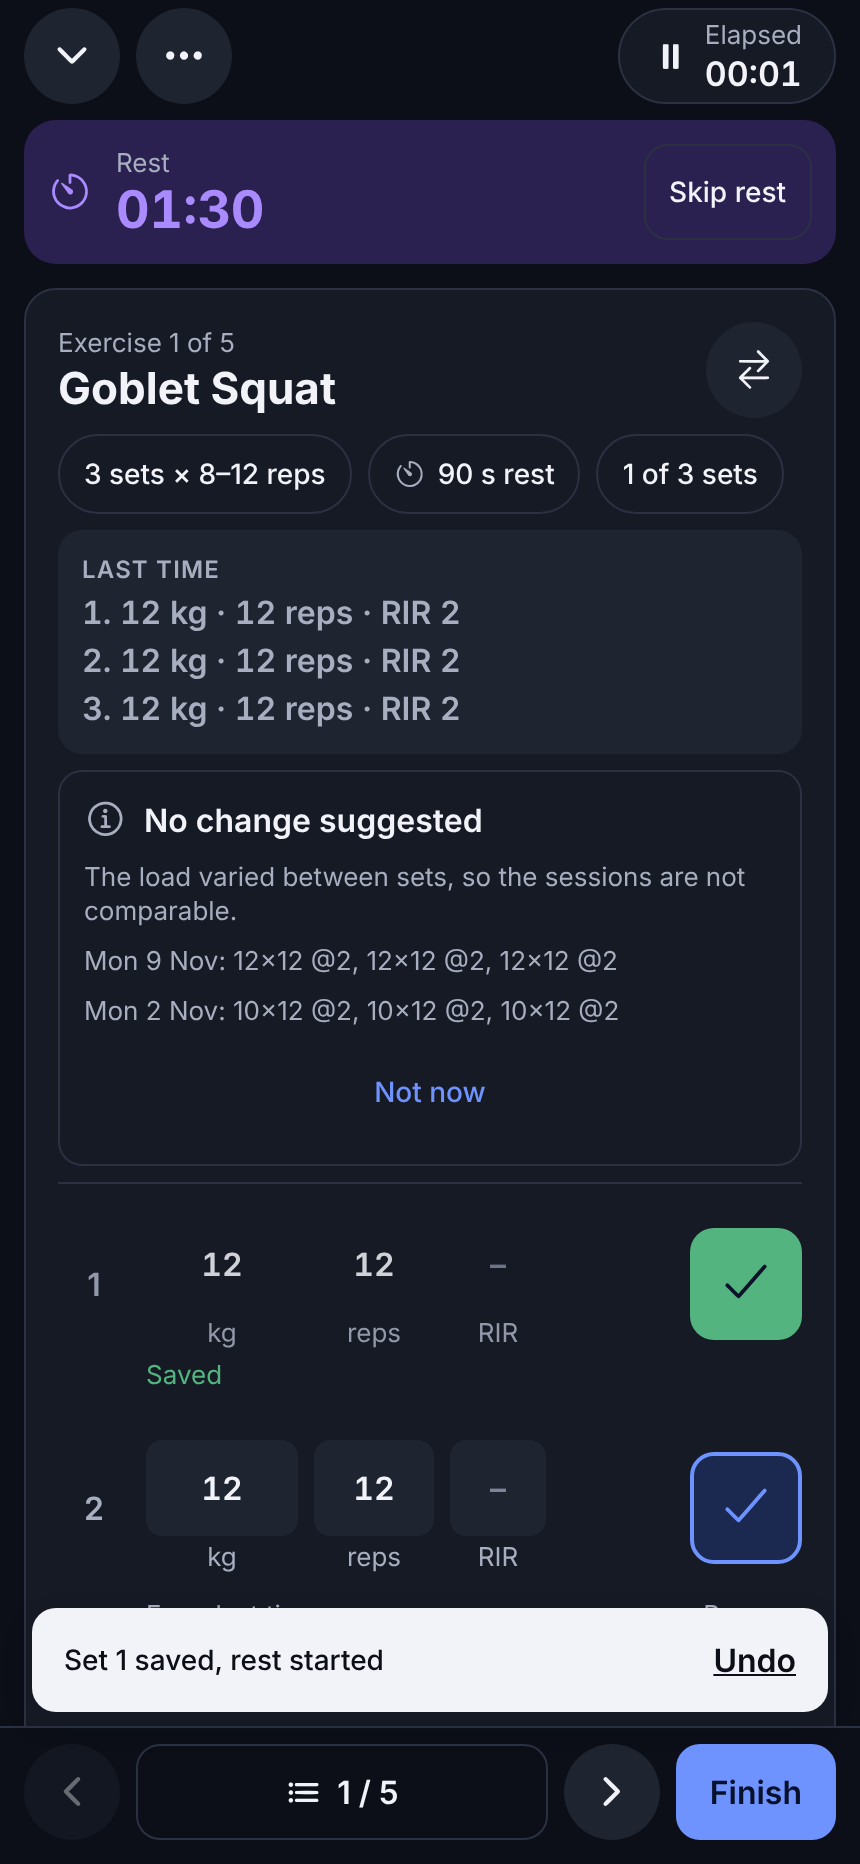 Elapsed
00:01
Rest
01:30
Skip rest
Exercise 1 of 5
Goblet Squat
3 sets × 8–12 reps
90 s rest
1 of 3 sets
LAST TIME
1. 12 kg · 12 reps · RIR 2
2. 12 kg · 12 reps · RIR 2
3. 12 kg · 12 reps · RIR 2
No change suggested
The load varied between sets, so the sessions are not
comparable.
Mon 9 Nov: 12×12 @2, 12×12 @2, 12×12 @2
Mon 2 Nov: 10×12 @2, 10×12 @2, 10×12 @2
Not now
1 12 12 –
kg reps RIR
Saved
2 12 12 –
kg reps RIR
Set 1 saved, rest started Undo
1 / 5
Finish